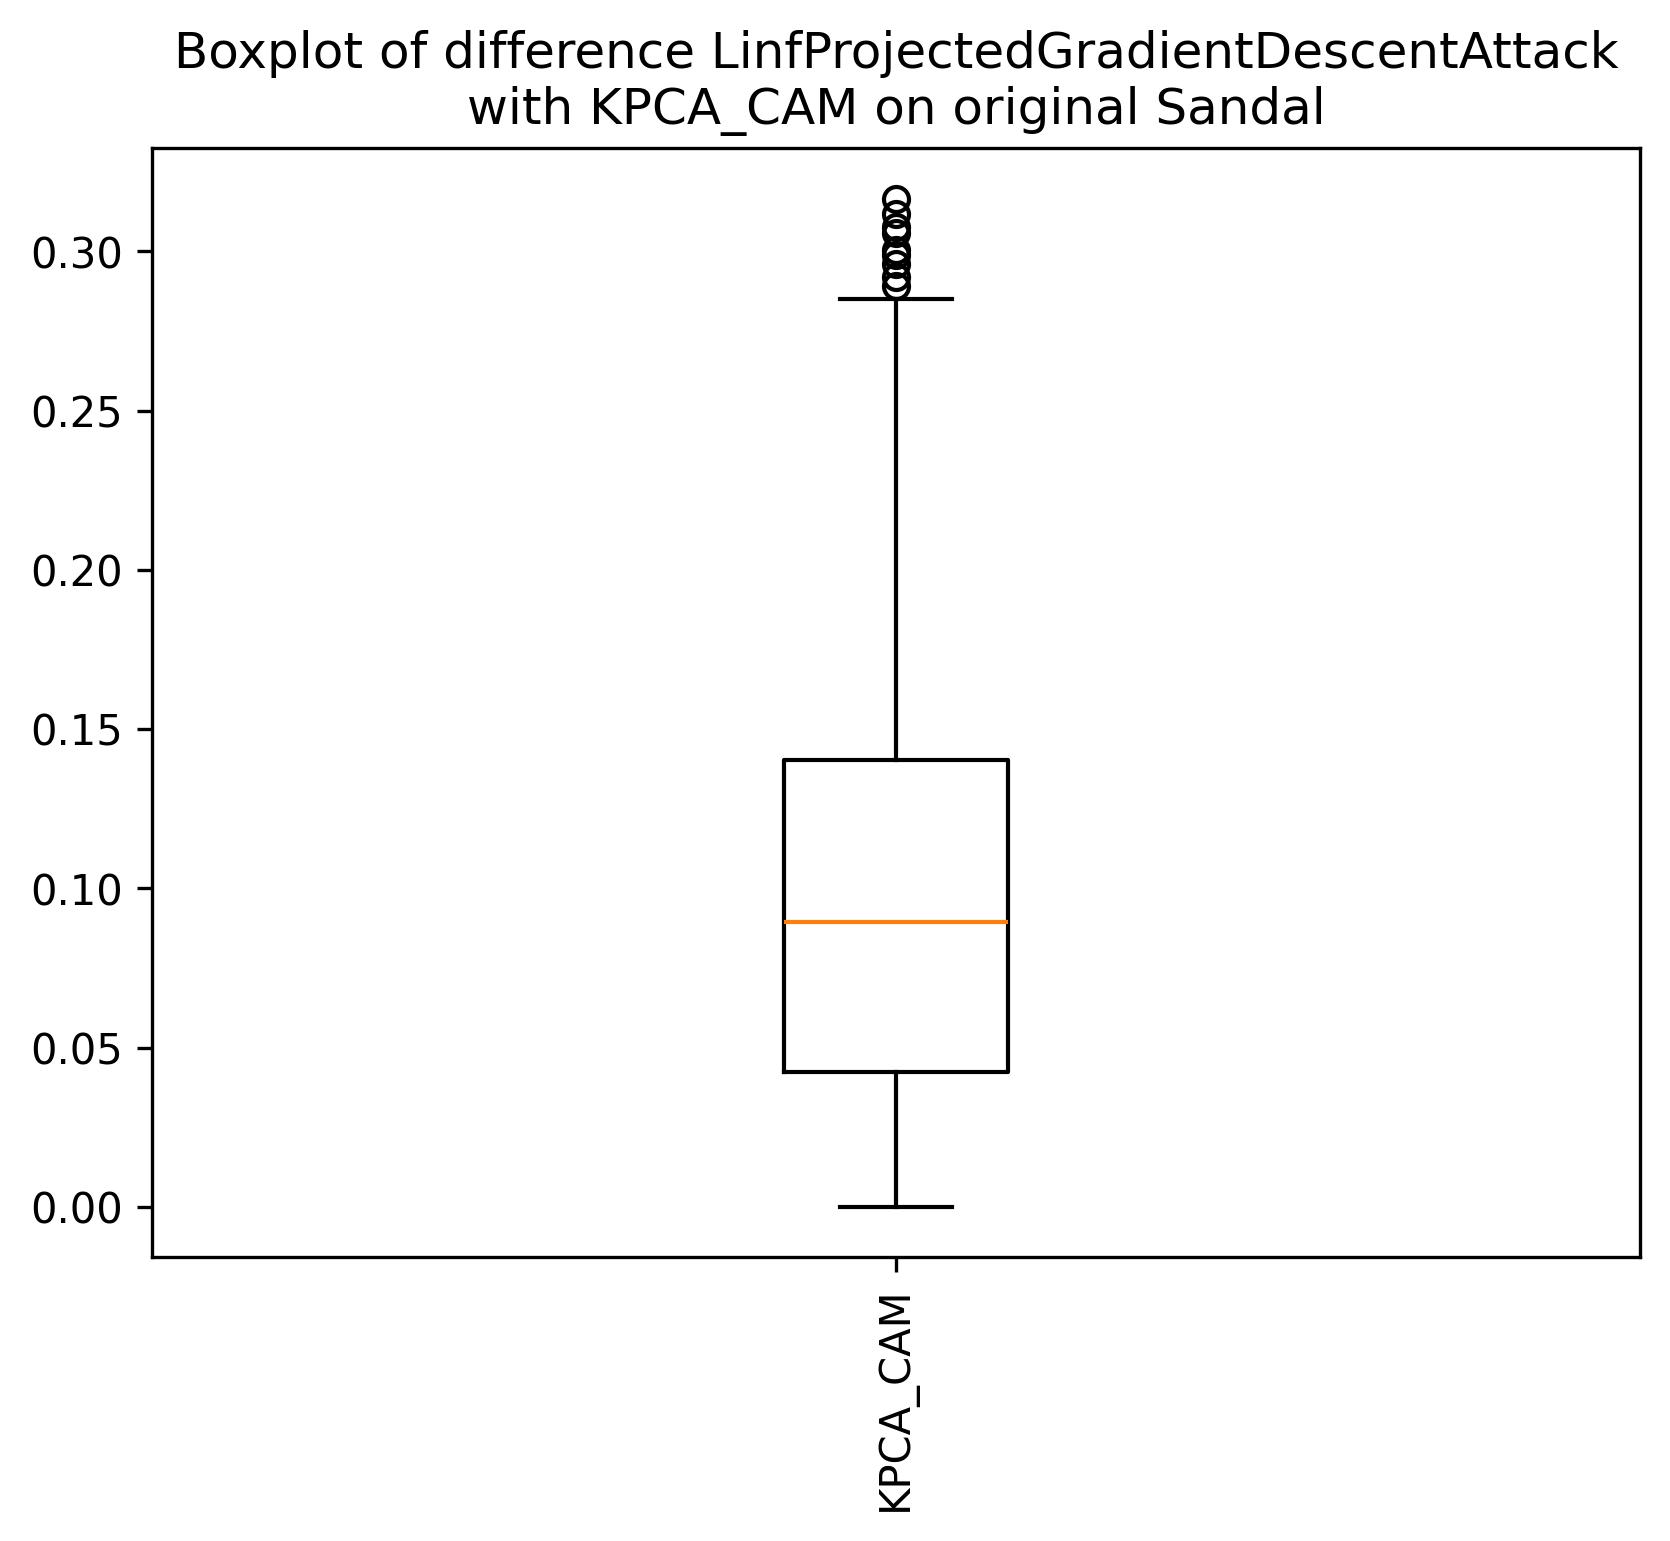 Boxplot of difference LinfProjectedGradientDescentAttack
with KPCA_CAM on original Sandal
0.30
0.25
0.20
0.15
0.10
0.05
0.00
KPCA_CAM